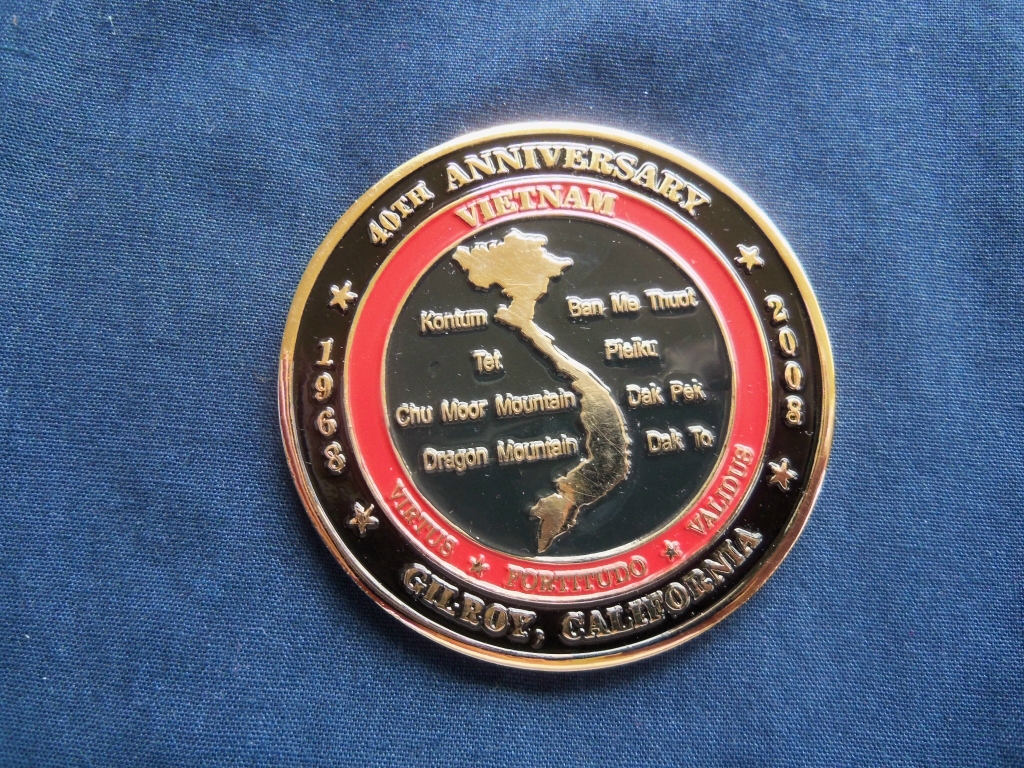 40TH ANNIVERSARY
VIETNAM
1968
2008
Kontum
Ban Me Thuot
Tet
Pleiku
Chu Moor Mountain
Dak Pek
Dragon Mountain
Dak To
VIRTUS ★ FORTITUDO ★ VALIDUS
GILROY, CALIFORNIA